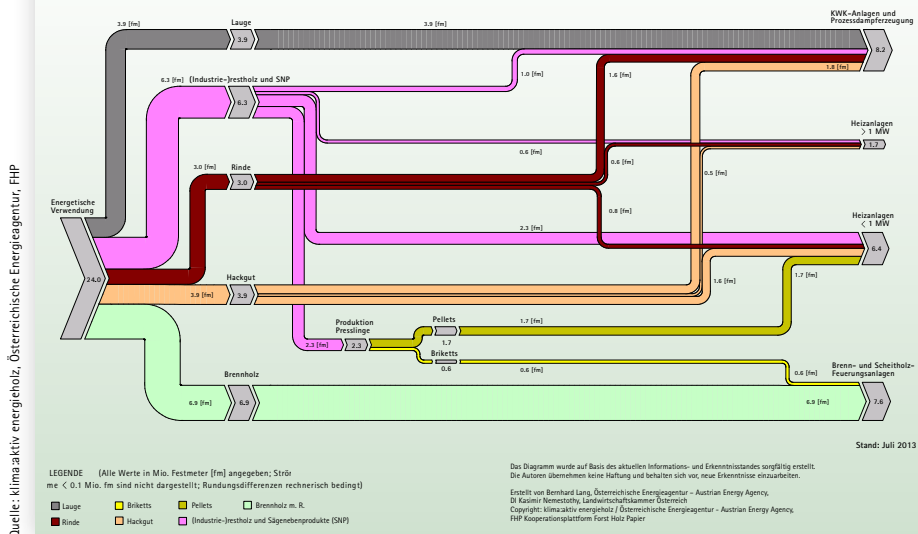 Quelle: klima:aktiv energieholz, Österreichische Energieagentur, FHP
3.9 [fm]
Lauge
3.9
3.9 [fm]
KWK-Anlagen und
Prozessdampferzeugung
8.2
6.3 [fm]
(Industrie-)restholz und SNP
6.3
1.0 [fm]
1.6 [fm]
1.8 [fm]
0.6 [fm]
Heizanlagen
> 1 MW
1.7
3.0 [fm]
Rinde
3.0
0.6 [fm]
0.5 [fm]
Energetische
Verwendung
24.0
0.8 [fm]
2.3 [fm]
Heizanlagen
< 1 MW
6.4
3.9 [fm]
Hackgut
3.9
1.6 [fm]
1.7 [fm]
2.3 [fm]
Produktion
Presslinge
2.3
Pellets
1.7
1.7 [fm]
Briketts
0.6
0.6 [fm]
0.6 [fm]
Brenn- und Scheitholz-
Feuerungsanlagen
7.6
6.9 [fm]
Brennholz
6.9
6.9 [fm]
Stand: Juli 2013
LEGENDE (Alle Werte in Mio. Festmeter [fm] angegeben; Strör
me < 0.1 Mio. fm sind nicht dargestellt; Rundungsdifferenzen rechnerisch bedingt)
Lauge
Briketts
Pellets
Brennholz m. R.
Rinde
Hackgut
(Industrie-)restholz und Sägenebenprodukte (SNP)
Das Diagramm wurde auf Basis des aktuellen Informations- und Erkenntnisstandes sorgfältig erstellt.
Die Autoren übernehmen keine Haftung und behalten sich vor, neue Erkenntnisse einzuarbeiten.
Erstellt von Bernhard Lang, Österreichische Energieagentur – Austrian Energy Agency,
DI Kasimir Nemestothy, Landwirtschaftskammer Österreich
Copyright: klima:aktiv energieholz / Österreichische Energieagentur - Austrian Energy Agency,
FHP Kooperationsplattform Forst Holz Papier